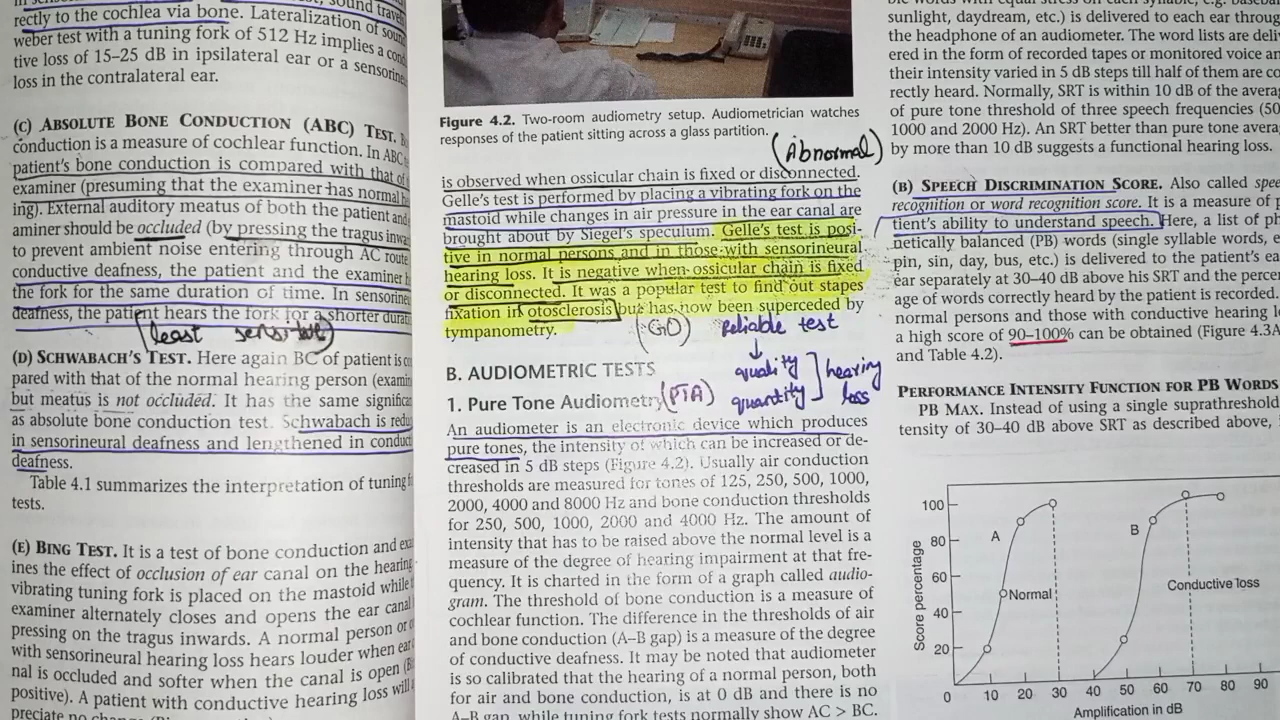 rectly to the cochlea via bone. Lateralization of sound
weber test with a tuning fork of 512 Hz implies a
tive loss of 15–25 dB in ipsilateral ear or a
loss in the contralateral ear.
(C) ABSOLUTE BONE CONDUCTION (ABC) TEST.
conduction is a measure of cochlear function. In ABC
patient's bone conduction is compared with that of
examiner (presuming that the examiner has normal
ing). External auditory meatus of both the patient and
aminer should be occluded (by pressing the tragus
to prevent ambient noise entering through AC route
conductive deafness, the patient and the examiner
the fork for the same duration of time. In
deafness, the patient hears the fork for a shorter
(least sensitive)
(D) SCHWABACH'S TEST. Here again BC of patient is
pared with that of the normal hearing person
but meatus is not occluded. It has the same
as absolute bone conduction test. Schwabach is
in sensorineural deafness and lengthened in
deafness.
Table 4.1 summarizes the interpretation of tuning
tests.
(E) BING TEST. It is a test of bone conduction and
ines the effect of occlusion of ear canal on the hearing
vibrating tuning fork is placed on the mastoid while
examiner alternately closes and opens the ear canal
pressing on the tragus inwards. A normal person or
with sensorineural hearing loss hears louder when ear
nal is occluded and softer when the canal is open
positive). A patient with conductive hearing loss will
preciate no
Figure 4.2. Two-room audiometry setup. Audiometrician watches
responses of the patient sitting across a glass partition.
(Abnormal)
is observed when ossicular chain is fixed or disconnected.
Gelle's test is performed by placing a vibrating fork on the
mastoid while changes in air pressure in the ear canal are
brought about by Siegel's speculum. Gelle's test is posi-
tive in normal persons and in those with sensorineural
hearing loss. It is negative when ossicular chain is fixed
or disconnected. It was a popular test to find out stapes
fixation in otosclerosis but has now been superceded by
tympanometry.
(GO)
Reliable test
↓
quality
quantity
hearing
loss
B. AUDIOMETRIC TESTS
1. Pure Tone Audiometry (PTA)
An audiometer is an electronic device which produces
pure tones, the intensity of which can be increased or de-
creased in 5 dB steps (Figure 4.2). Usually air conduction
thresholds are measured for tones of 125, 250, 500, 1000,
2000, 4000 and 8000 Hz and bone conduction thresholds
for 250, 500, 1000, 2000 and 4000 Hz. The amount of
intensity that has to be raised above the normal level is a
measure of the degree of hearing impairment at that fre-
quency. It is charted in the form of a graph called audio-
gram. The threshold of bone conduction is a measure of
cochlear function. The difference in the thresholds of air
and bone conduction (A–B gap) is a measure of the degree
of conductive deafness. It may be noted that audiometer
is so calibrated that the hearing of a normal person, both
for air and bone conduction, is at 0 dB and there is no
A–B gap, while tuning fork tests normally show AC > BC.
sunlight, daydream, etc.) is delivered to each ear
the headphone of an audiometer. The word lists are
ered in the form of recorded tapes or monitored voice
their intensity varied in 5 dB steps till half of them are
rectly heard. Normally, SRT is within 10 dB of the
of pure tone threshold of three speech frequencies
1000 and 2000 Hz). An SRT better than pure tone
by more than 10 dB suggests a functional hearing loss.
(B) SPEECH DISCRIMINATION SCORE. Also called
recognition or word recognition score. It is a measure of
tient's ability to understand speech. Here, a list of
netically balanced (PB) words (single syllable words,
pin, sin, day, bus, etc.) is delivered to the patient's
ear separately at 30–40 dB above his SRT and the
age of words correctly heard by the patient is recorded.
normal persons and those with conductive hearing
a high score of 90–100% can be obtained (Figure 4.3A
and Table 4.2).
PERFORMANCE INTENSITY FUNCTION FOR PB WORDS
PB MAX. Instead of using a single suprathreshold
tensity of 30–40 dB above SRT as described above,
Score percentage
100
80
60
40
20
0
A
Normal
B
Conductive loss
10 20 30 40 50 60 70 80 90
Amplification in dB